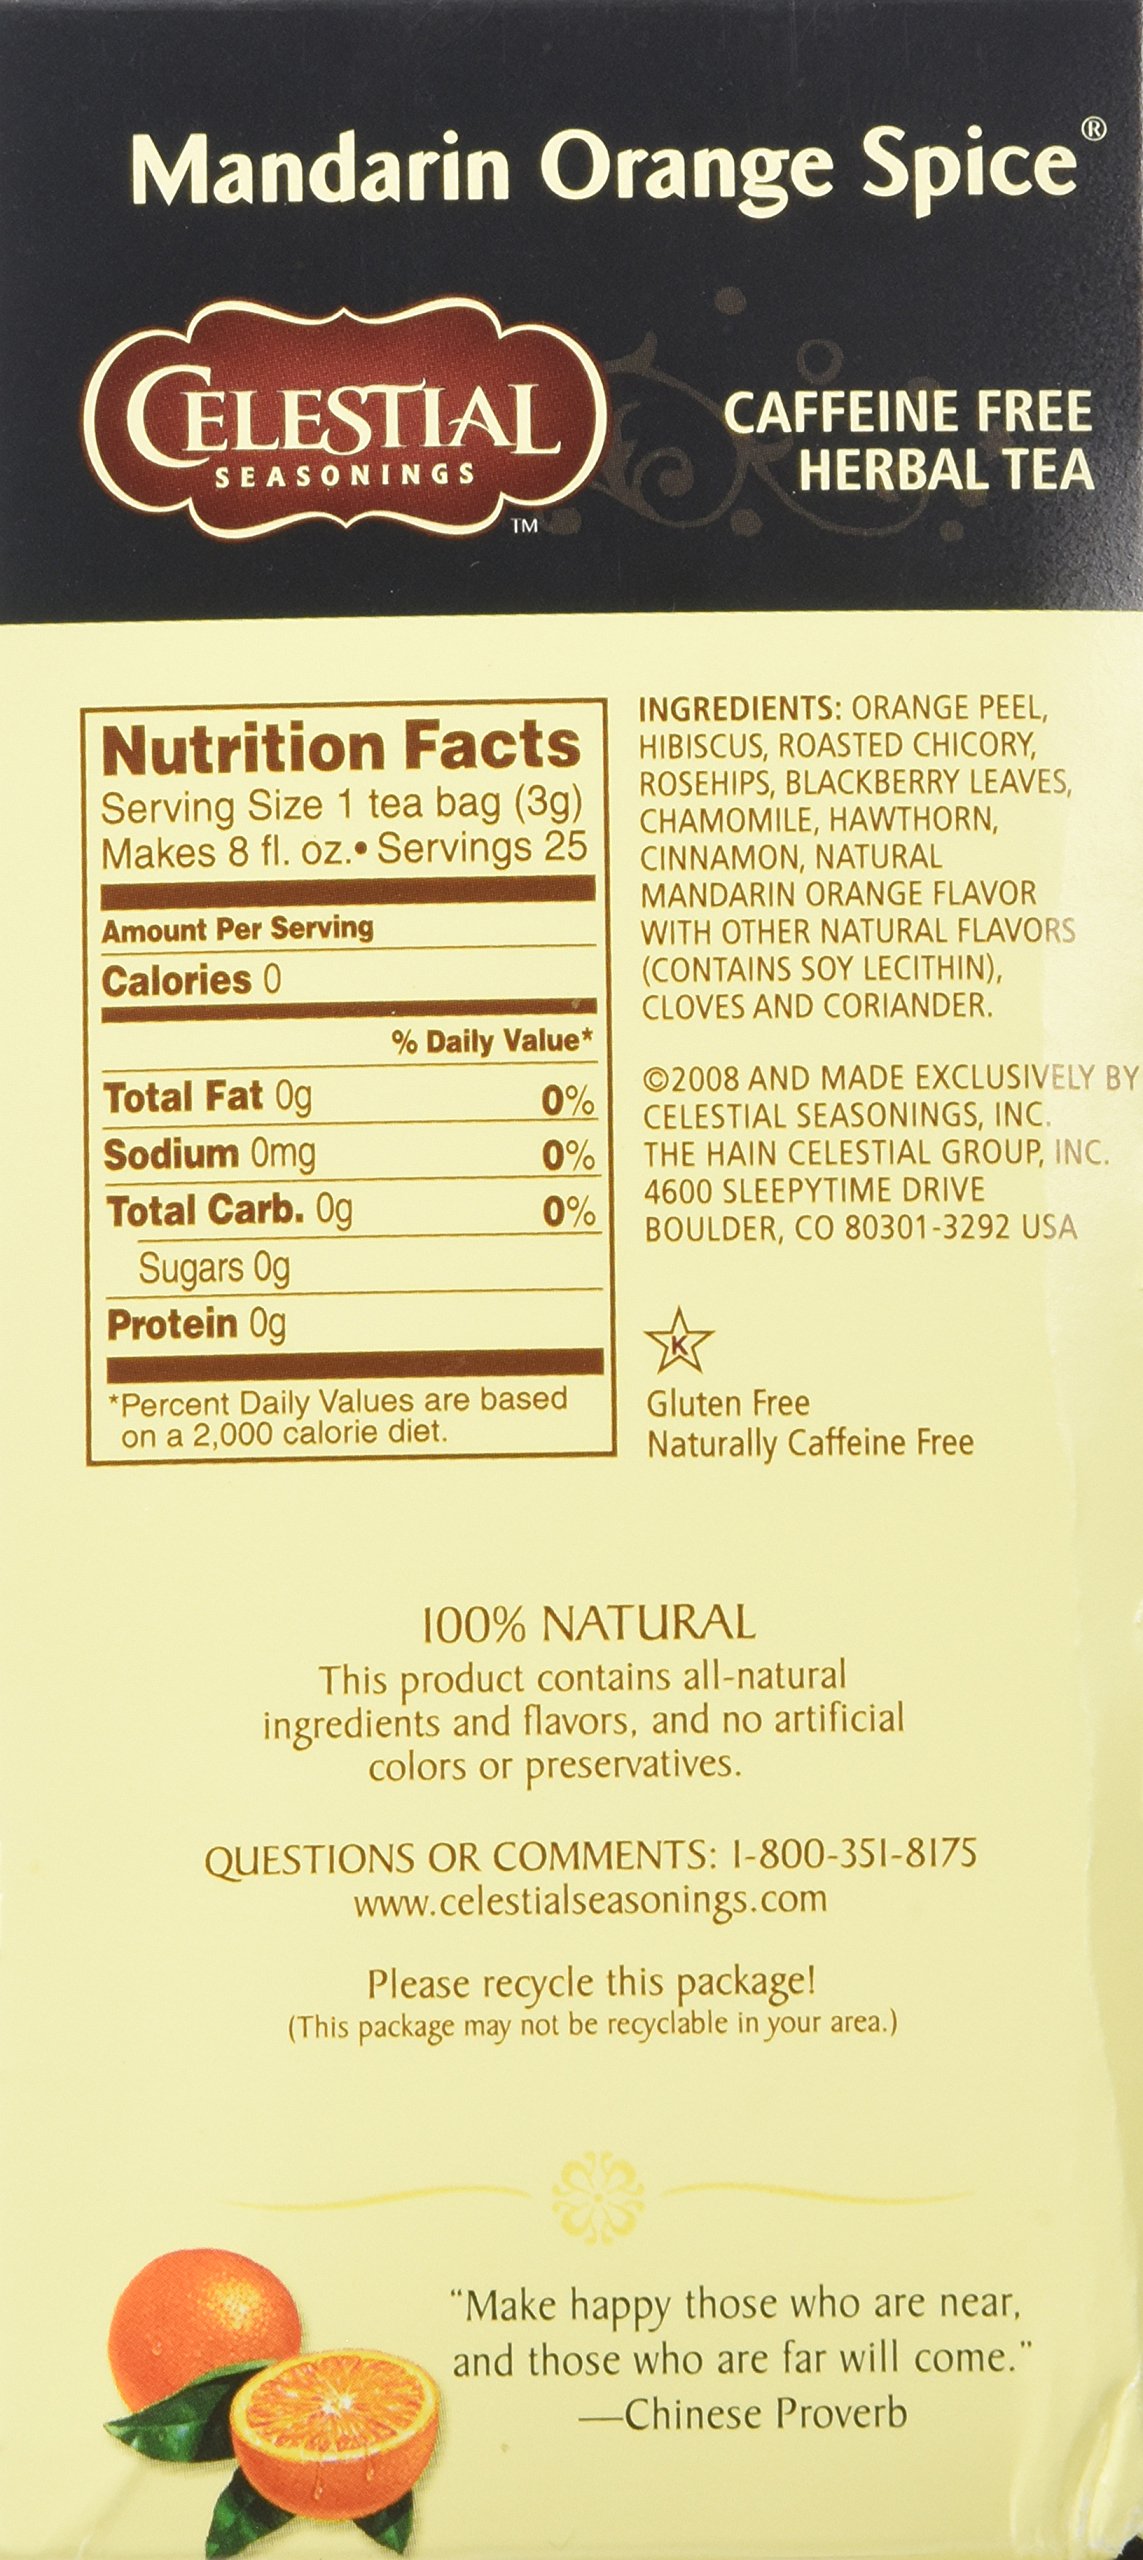 Mandarin Orange Spice®
CELESTIAL
SEASONINGS
TM
CAFFEINE FREE
HERBAL TEA
Nutrition Facts
Serving Size 1 tea bag (3g)
Makes 8 fl. oz.• Servings 25
Amount Per Serving
Calories 0
% Daily Value*
Total Fat 0g 0%
Sodium 0mg 0%
Total Carb. 0g 0%
Sugars 0g
Protein 0g
*Percent Daily Values are based
on a 2,000 calorie diet.
INGREDIENTS: ORANGE PEEL,
HIBISCUS, ROASTED CHICORY,
ROSEHIPS, BLACKBERRY LEAVES,
CHAMOMILE, HAWTHORN,
CINNAMON, NATURAL
MANDARIN ORANGE FLAVOR
WITH OTHER NATURAL FLAVORS
(CONTAINS SOY LECITHIN),
CLOVES AND CORIANDER.
©2008 AND MADE EXCLUSIVELY BY
CELESTIAL SEASONINGS, INC.
THE HAIN CELESTIAL GROUP, INC.
4600 SLEEPYTIME DRIVE
BOULDER, CO 80301-3292 USA
K
Gluten Free
Naturally Caffeine Free
100% NATURAL
This product contains all-natural
ingredients and flavors, and no artificial
colors or preservatives.
QUESTIONS OR COMMENTS: 1-800-351-8175
www.celestialseasonings.com
Please recycle this package!
(This package may not be recyclable in your area.)
"Make happy those who are near,
and those who are far will come."
—Chinese Proverb